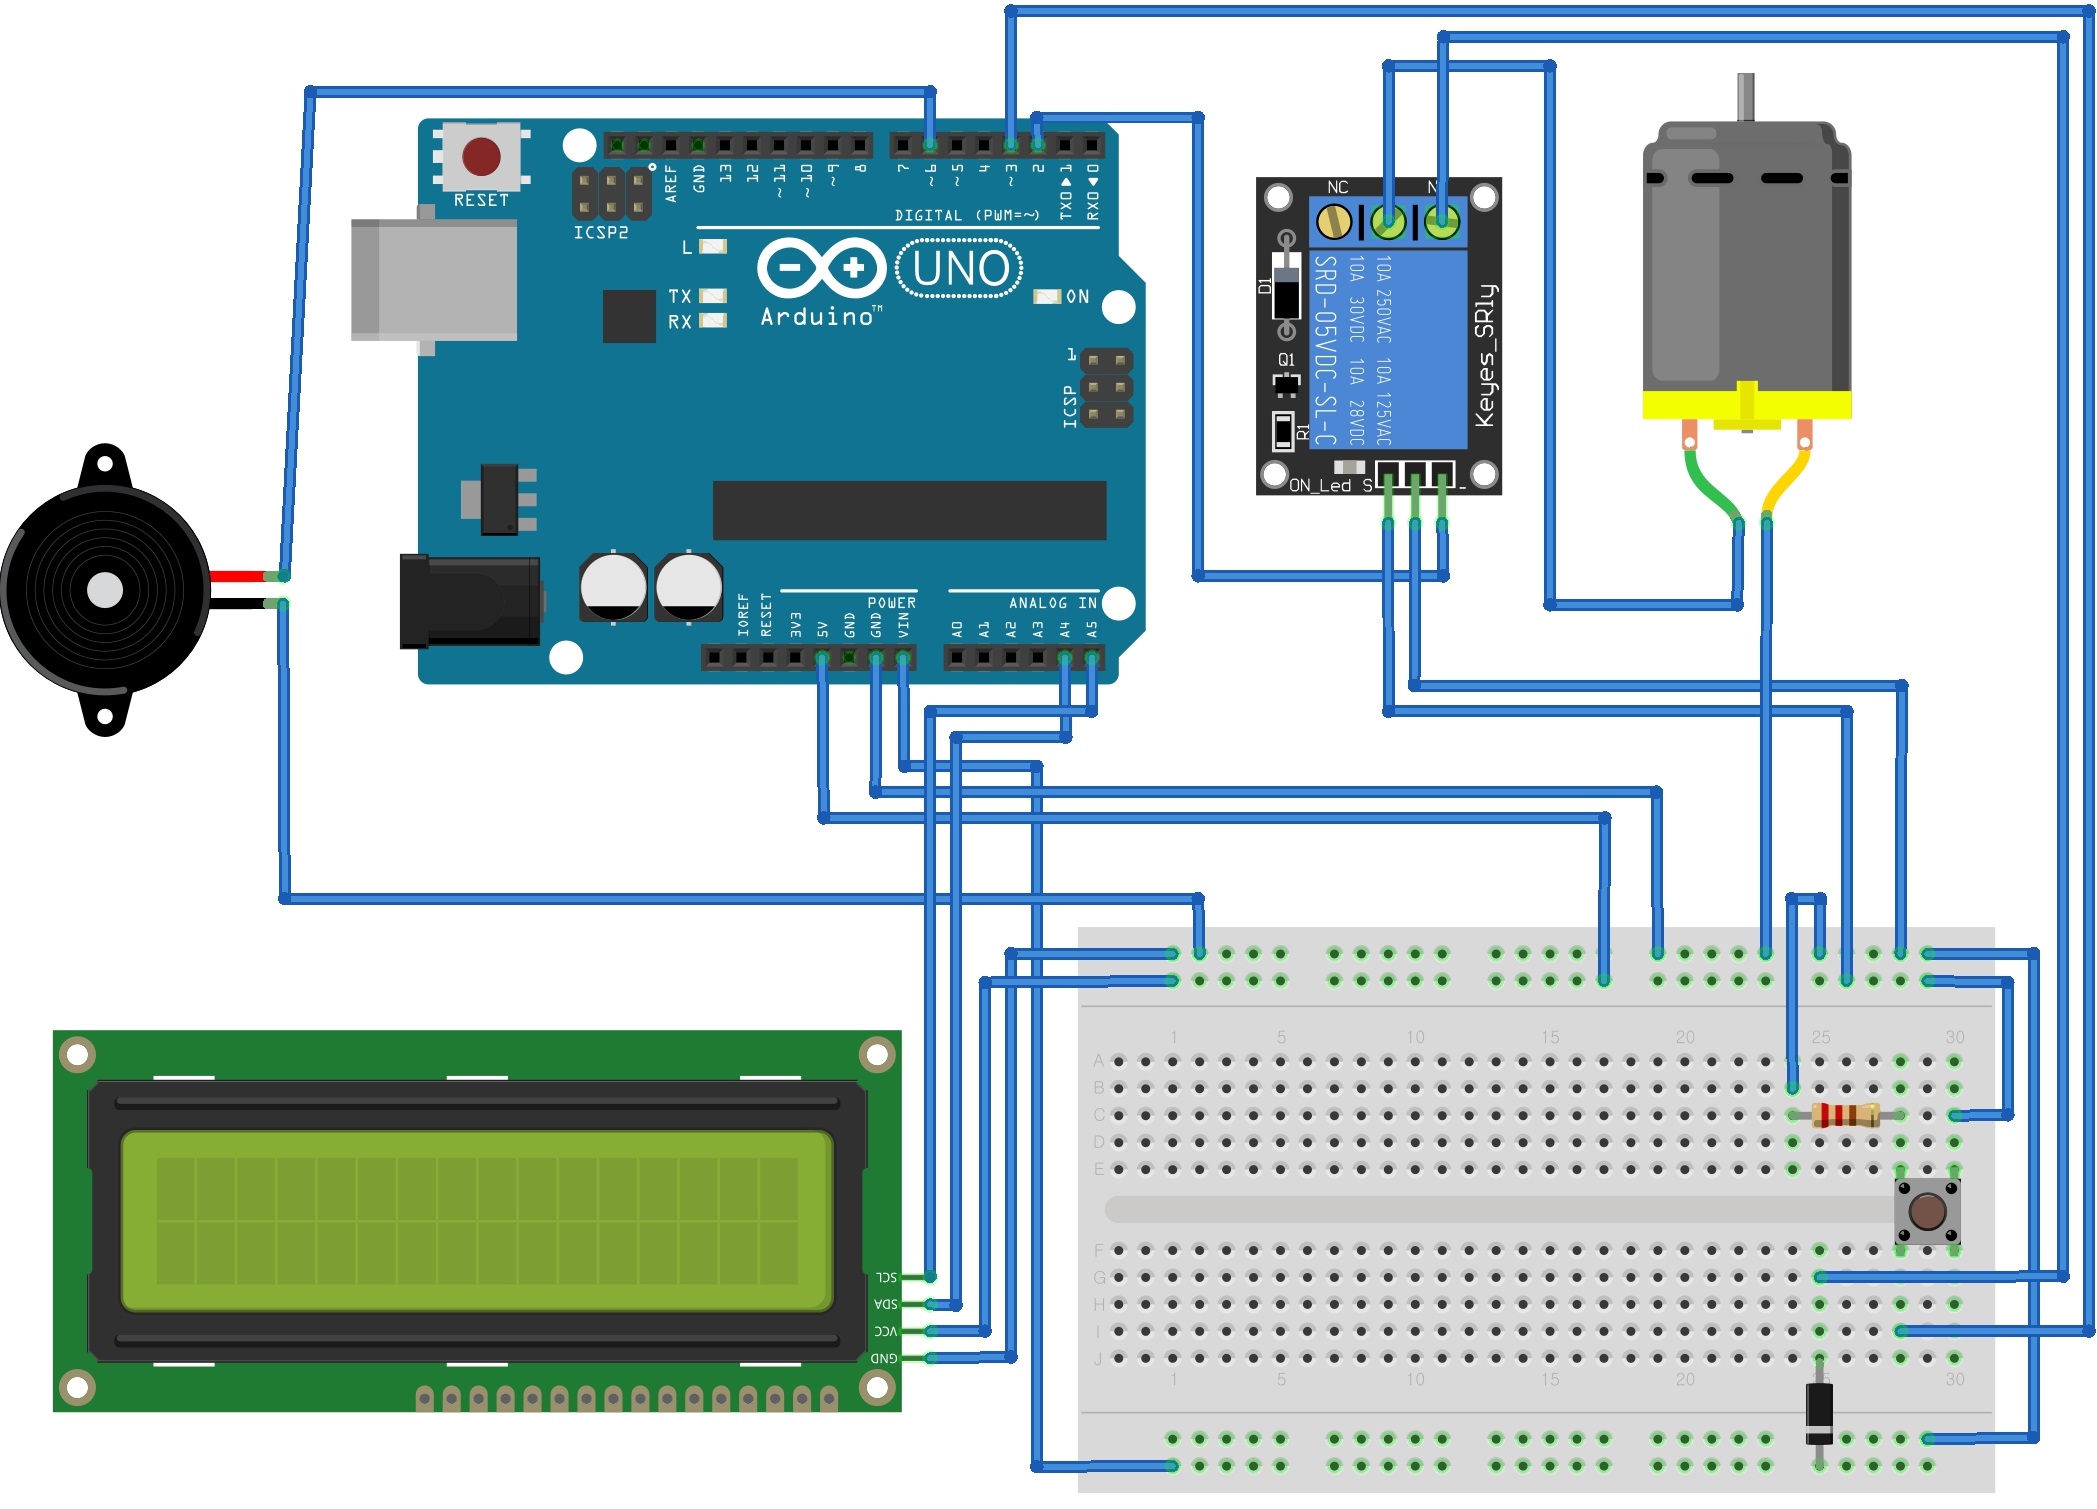 RESET
ICSP2
AREF
GND
13
12
~11
~10
~9
8
7
~6
~5
4
~3
2
TX0▶1
RX0◀0
DIGITAL (PWM=~)
L
TX
RX
UNO
Arduino™
ON
1
ICSP
IOREF
RESET
3V3
5V
GND
GND
VIN
POWER
A0
A1
A2
A3
A4
A5
ANALOG IN
NC
D1
Q1
R1
SRD-05VDC-SL-C
10A 30VDC 10A 28VDC
10A 250VAC 10A 125VAC
Keyes_SRly
ON_Led S
-
SCL
SDA
VCC
GND
1 5 10 15 20 25 30
A
B
C
D
E
F
G
H
I
J
1 5 10 15 20 25 30